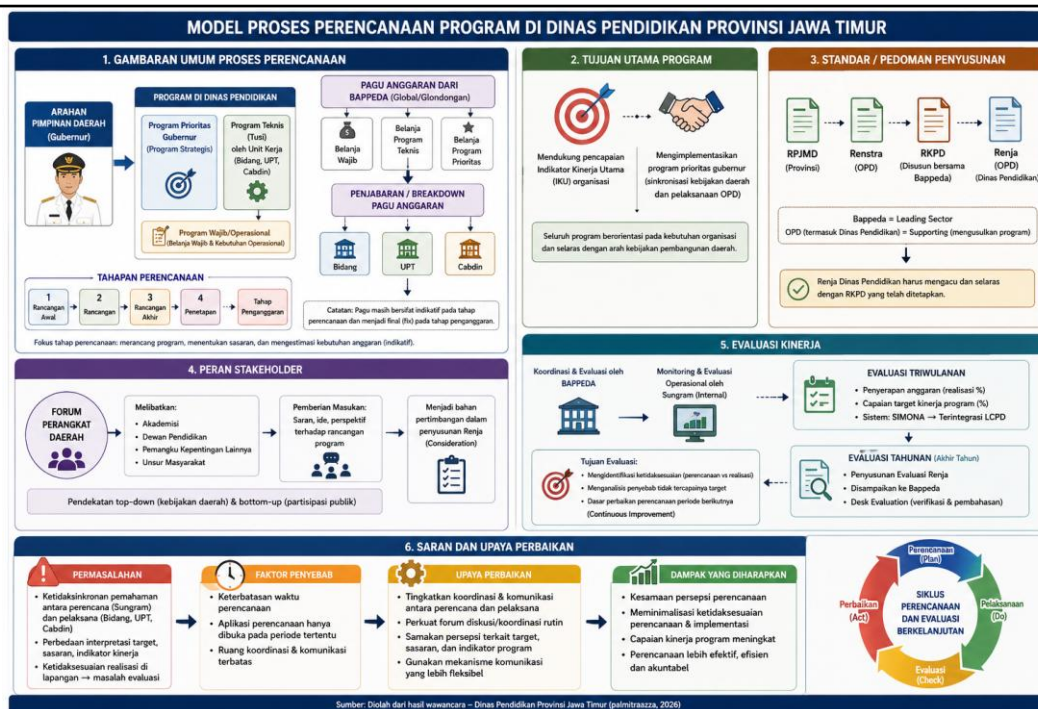 MODEL PROSES PERENCANAAN PROGRAM DI DINAS PENDIDIKAN PROVINSI JAWA TIMUR
1. GAMBARAN UMUM PROSES PERENCANAAN
ARAHAN
PIMPINAN DAERAH
(Gubernur)
PROGRAM DI DINAS PENDIDIKAN
Program Prioritas
Gubernur
(Program Strategis)
Program Teknis
(Tusi)
oleh Unit Kerja
(Bidang, UPT,
Cabdin)
Program Wajib/Operasional
(Belanja Wajib & Kebutuhan Operasional)
PAGU ANGGARAN DARI
BAPPEDA (Global/Glondongan)
Belanja
Wajib
Belanja
Program
Teknis
Belanja
Program
Prioritas
PENJABARAN / BREAKDOWN
PAGU ANGGARAN
Bidang
UPT
Cabdin
Catatan: Pagu masih bersifat indikatif pada tahap
perencanaan dan menjadi final (fix) pada tahap penganggaran.
TAHAPAN PERENCANAAN
1
Rancangan
Awal
2
Rancangan
3
Rancangan
Akhir
4
Penetapan
Tahap
Penganggaran
Fokus tahap perencanaan: merancang program, menentukan sasaran, dan mengestimasi kebutuhan anggaran (indikatif).
2. TUJUAN UTAMA PROGRAM
Mendukung pencapaian
Indikator Kinerja Utama
(IKU) organisasi
Mengimplementasikan
program prioritas gubernur
(sinkronisasi kebijakan daerah
dan pelaksanaan OPD)
Seluruh program berorientasi pada kebutuhan organisasi
dan selaras dengan arah kebijakan pembangunan daerah.
3. STANDAR / PEDOMAN PENYUSUNAN
RPJMD
(Provinsi)
Renstra
(OPD)
RKPD
(Disusun bersama
Bappeda)
Renja
(OPD)
(Dinas Pendidikan)
Bappeda = Leading Sector
OPD (termasuk Dinas Pendidikan) = Supporting (mengusulkan program)
Renja Dinas Pendidikan harus mengacu dan selaras
dengan RKPD yang telah ditetapkan.
4. PERAN STAKEHOLDER
FORUM
PERANGKAT
DAERAH
Melibatkan:
• Akademisi
• Dewan Pendidikan
• Pemangku Kepentingan Lainnya
• Unsur Masyarakat
Pemberian Masukan:
Saran, ide, perspektif
terhadap rancangan
program
Menjadi bahan
pertimbangan dalam
penyusunan Renja
(Consideration)
Pendekatan top-down (kebijakan daerah) & bottom-up (partisipasi publik)
5. EVALUASI KINERJA
Koordinasi & Evaluasi oleh
BAPPEDA
Monitoring & Evaluasi
Operasional oleh
Sungram (Internal)
EVALUASI TRIWULANAN
• Penyerapan anggaran (realisasi %)
• Capaian target kinerja program (%)
• Sistem: SIMONA → Terintegrasi LCPD
EVALUASI TAHUNAN (Akhir Tahun)
• Penyusunan Evaluasi Renja
• Disampaikan ke Bappeda
• Desk Evaluation (verifikasi & pembahasan)
Tujuan Evaluasi:
• Mengidentifikasi ketidaksesuaian (perencanaan vs realisasi)
• Menganalisis penyebab tidak tercapainya target
• Dasar perbaikan perencanaan periode berikutnya
(Continuous Improvement)
6. SARAN DAN UPAYA PERBAIKAN
PERMASALAHAN
• Ketidaksinkronan pemahaman
antara perencana (Sungram)
& pelaksana (Bidang, UPT,
Cabdin)
• Perbedaan interpretasi target,
sasaran, indikator kinerja
• Ketidaksesuaian realisasi di
lapangan → masalah evaluasi
FAKTOR PENYEBAB
• Keterbatasan waktu
perencanaan
• Aplikasi perencanaan hanya
dibuka pada periode tertentu
• Ruang koordinasi & komunikasi
terbatas
UPAYA PERBAIKAN
• Tingkatkan koordinasi & komunikasi
antara perencana dan pelaksana
• Perkuat forum diskusi/koordinasi rutin
• Samakan persepsi terkait target,
sasaran, dan indikator program
• Gunakan mekanisme komunikasi
yang lebih fleksibel
DAMPAK YANG DIHARAPKAN
• Kesamaan persepsi perencanaan
• Meminimalisasi ketidaksesuaian
perencanaan & implementasi
• Capaian kinerja program meningkat
• Perencanaan lebih efektif, efisien
dan akuntabel
Perencanaan
(Plan)
Pelaksanaan
(Do)
Evaluasi
(Check)
Perbaikan
(Act)
SIKLUS
PERENCANAAN
DAN EVALUASI
BERKELANJUTAN
Sumber: Diolah dari hasil wawancara – Dinas Pendidikan Provinsi Jawa Timur (palmitraazza, 2026)